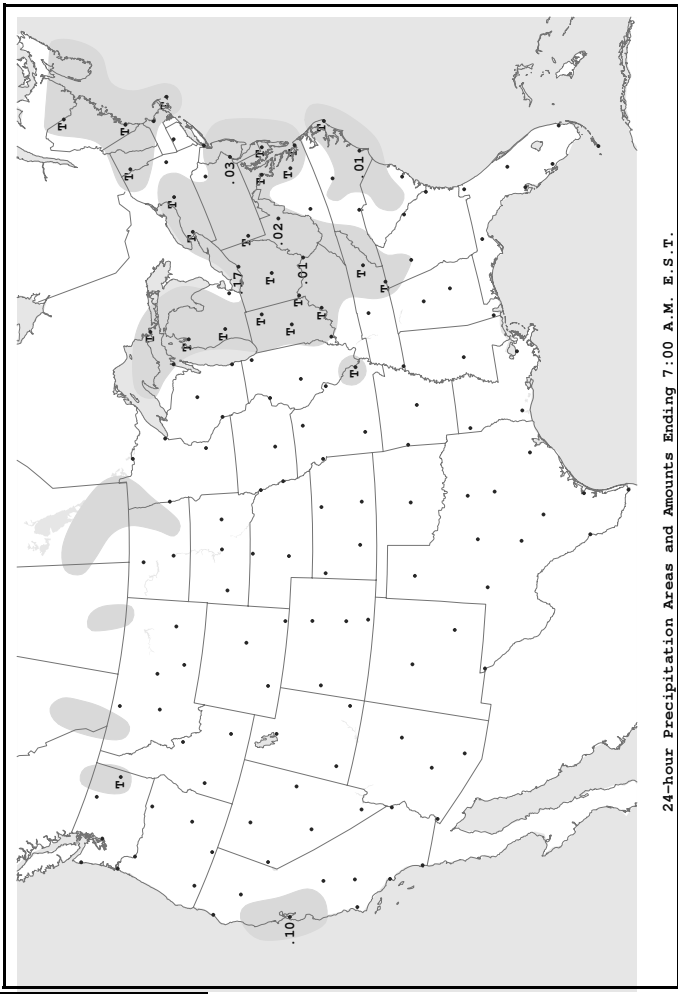 T
T
T
T
T
T
T
T
T
T
.03
.17
T
T
T
T
T
.02
T
.10
T
T
.01
T
T
T
.01
T
T
24-hour Precipitation Areas and Amounts Ending 7:00 A.M. E.S.T.